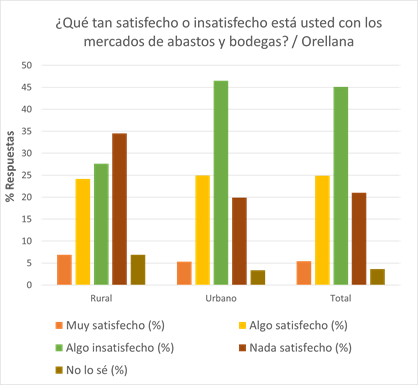 ¿Qué tan satisfecho o insatisfecho está usted con los
mercados de abastos y bodegas? / Orellana
% Respuestas
50
45
40
35
30
25
20
15
10
5
0
Rural
Urbano
Total
Muy satisfecho (%)
Algo satisfecho (%)
Algo insatisfecho (%)
Nada satisfecho (%)
No lo sé (%)